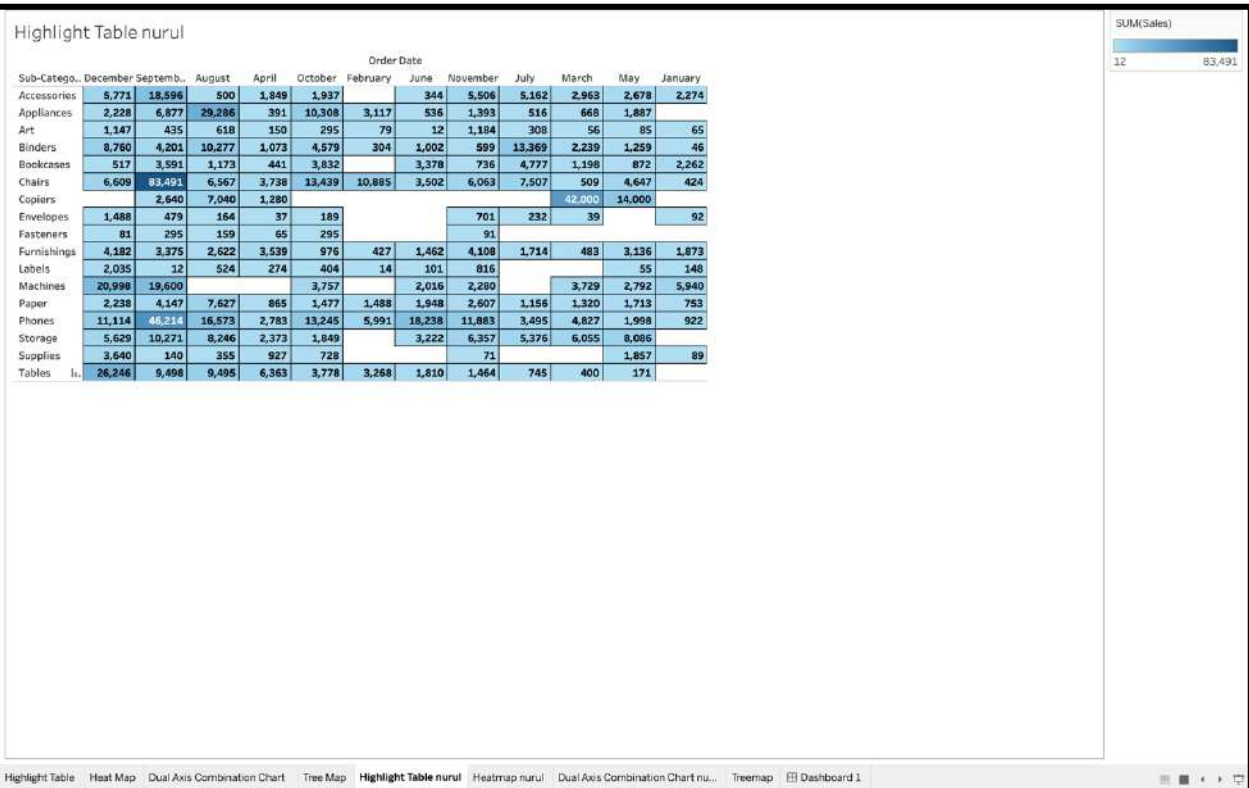 Highlight Table nurul
SUM(Sales)
12 83,491
Order Date
Sub-Catego.. December Septemb.. August April October February June November July March May January
Accessories 5,771 18,596 500 1,849 1,937 344 5,506 5,162 2,963 2,678 2,274
Appliances 2,228 6,877 29,286 391 10,308 3,117 536 1,393 516 668 1,887
Art 1,147 435 618 150 295 79 12 1,184 308 56 85 65
Binders 8,760 4,201 10,277 1,073 4,579 304 1,002 599 13,369 2,239 1,259 46
Bookcases 517 3,591 1,173 441 3,832 3,378 736 4,777 1,198 872 2,262
Chairs 6,609 83,491 6,567 3,738 13,439 10,885 3,502 6,063 7,507 509 4,647 424
Copiers 2,640 7,040 1,280 42,000 14,000
Envelopes 1,488 479 164 37 189 701 232 39 92
Fasteners 81 295 159 65 295 91
Furnishings 4,182 3,375 2,622 3,539 976 427 1,462 4,108 1,714 483 3,136 1,873
Labels 2,035 12 524 274 404 14 101 816 55 148
Machines 20,998 19,600 3,757 2,016 2,280 3,729 2,792 5,940
Paper 2,238 4,147 7,627 865 1,477 1,488 1,948 2,607 1,156 1,320 1,713 753
Phones 11,114 46,214 16,573 2,783 13,245 5,991 18,238 11,883 3,495 4,827 1,998 922
Storage 5,629 10,271 8,246 2,373 1,849 3,222 6,357 5,376 6,055 8,086
Supplies 3,640 140 355 927 728 71 1,857 89
Tables 26,246 9,498 9,495 6,363 3,778 3,268 1,810 1,464 745 400 171
Highlight Table Heat Map Dual Axis Combination Chart Tree Map Highlight Table nurul Heatmap nurul Dual Axis Combination Chart nu... Treemap Dashboard 1